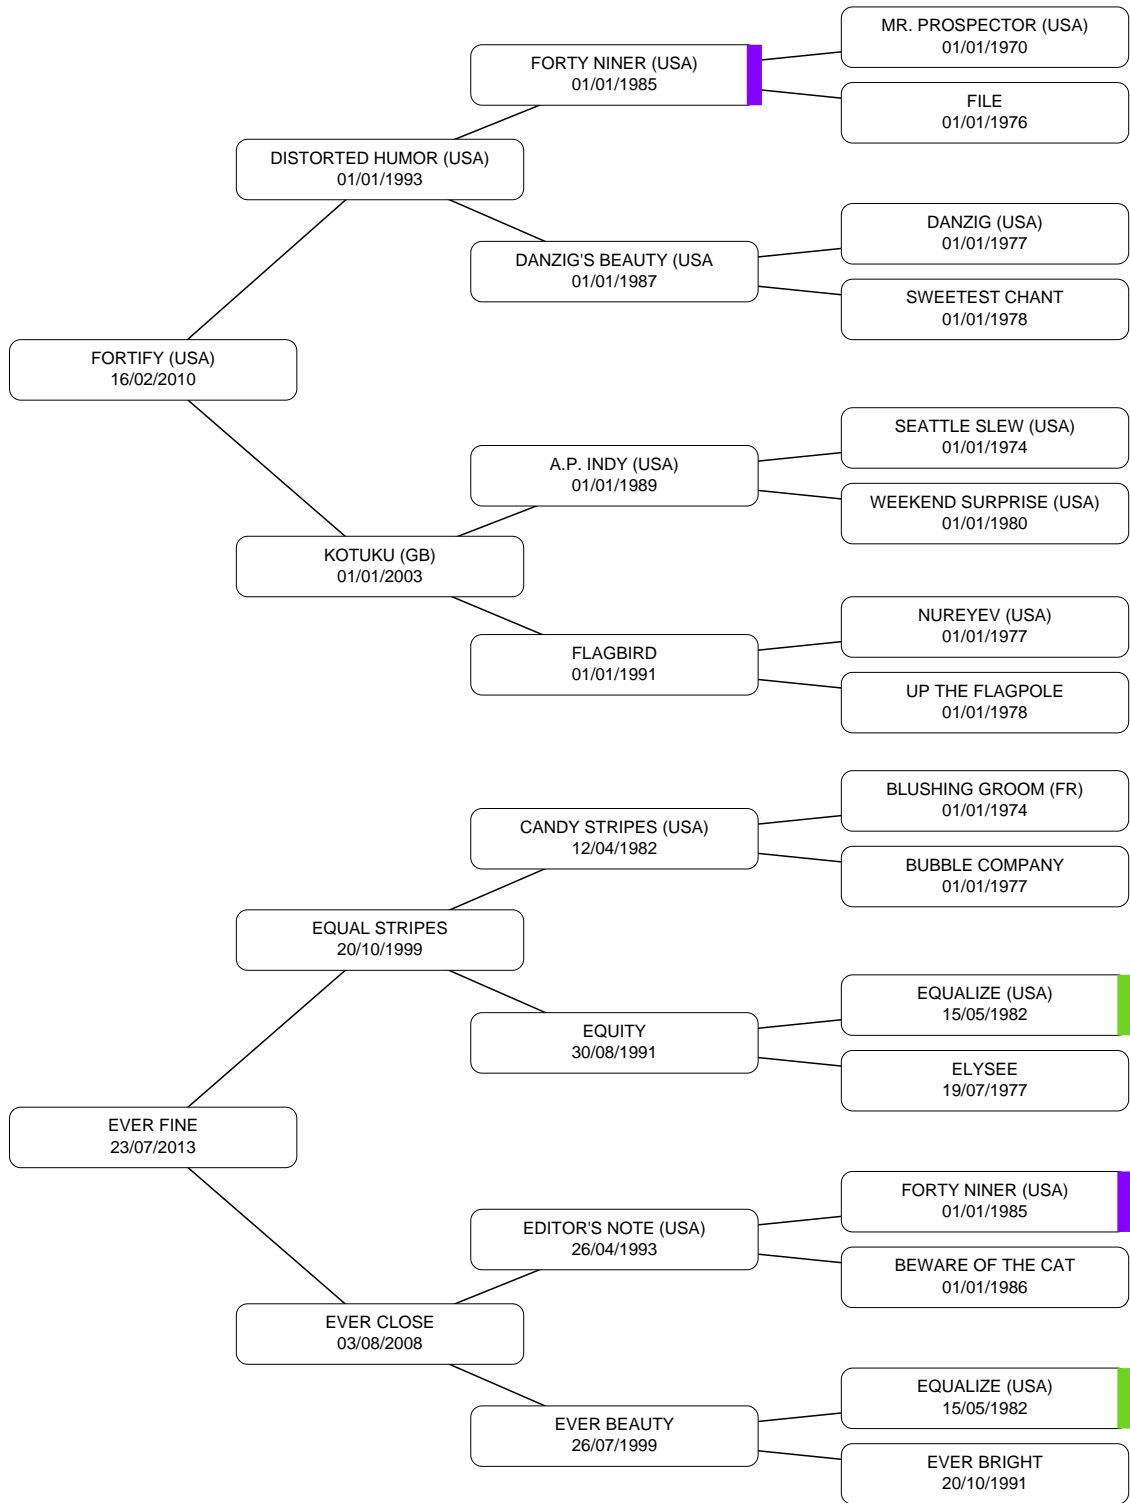 MR. PROSPECTOR (USA)
01/01/1970
FORTY NINER (USA)
01/01/1985
FILE
01/01/1976
DISTORTED HUMOR (USA)
01/01/1993
DANZIG (USA)
01/01/1977
DANZIG'S BEAUTY (USA
01/01/1987
SWEETEST CHANT
01/01/1978
FORTIFY (USA)
16/02/2010
SEATTLE SLEW (USA)
01/01/1974
A.P. INDY (USA)
01/01/1989
WEEKEND SURPRISE (USA)
01/01/1980
KOTUKU (GB)
01/01/2003
NUREYEV (USA)
01/01/1977
FLAGBIRD
01/01/1991
UP THE FLAGPOLE
01/01/1978
BLUSHING GROOM (FR)
01/01/1974
CANDY STRIPES (USA)
12/04/1982
BUBBLE COMPANY
01/01/1977
EQUAL STRIPES
20/10/1999
EQUALIZE (USA)
15/05/1982
EQUITY
30/08/1991
ELYSEE
19/07/1977
EVER FINE
23/07/2013
FORTY NINER (USA)
01/01/1985
EDITOR'S NOTE (USA)
26/04/1993
BEWARE OF THE CAT
01/01/1986
EVER CLOSE
03/08/2008
EQUALIZE (USA)
15/05/1982
EVER BEAUTY
26/07/1999
EVER BRIGHT
20/10/1991